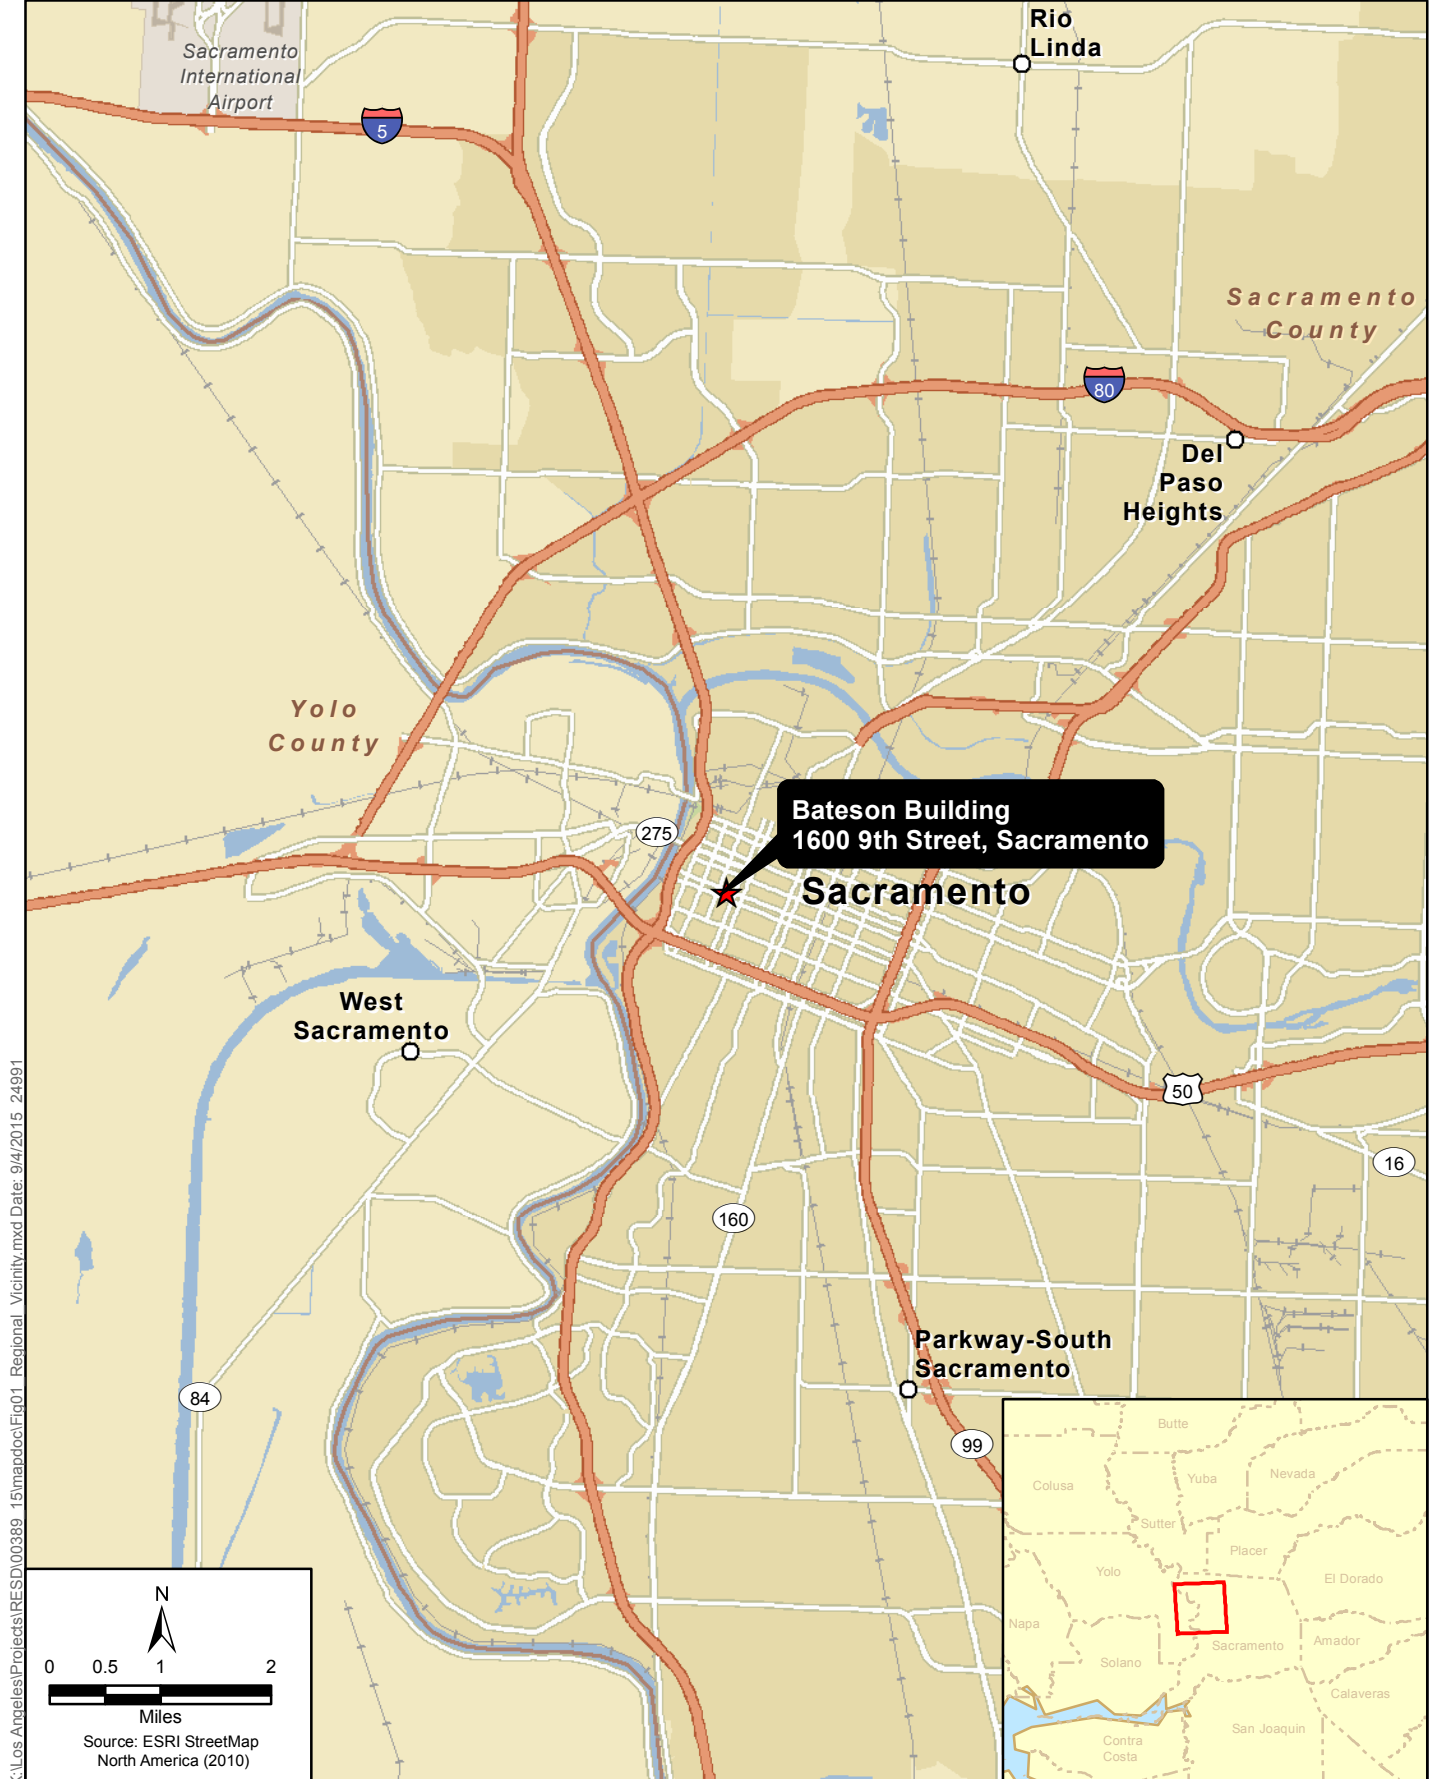 Rio
Linda
Sacramento
International
Airport
5
Sacramento
County
80
Del
Paso
Heights
Yolo
County
275
Bateson Building
1600 9th Street, Sacramento
Sacramento
West
Sacramento
50
16
160
Parkway-South
Sacramento
84
99
Butte
Colusa
Yuba
Nevada
Sutter
Placer
Yolo
El Dorado
Napa
Sacramento
Amador
Solano
Calaveras
San Joaquin
Contra
Costa
N
0 0.5 1 2
Miles
Source: ESRI StreetMap
North America (2010)
K:\Los Angeles\Projects\RESD\00389_15\mapdoc\Fig01_Regional_Vicinity.mxd Date: 9/4/2015 24991